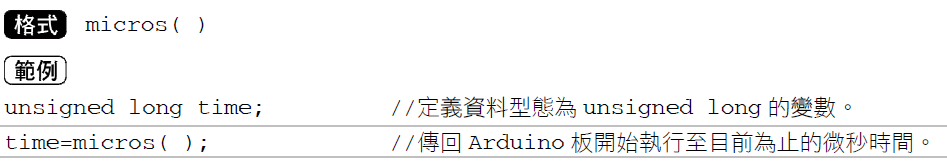 格式 micros( )
範例
unsigned long time; //定義資料型態為 unsigned long 的變數。
time=micros( ); //傳回 Arduino 板開始執行至目前為止的微秒時間。